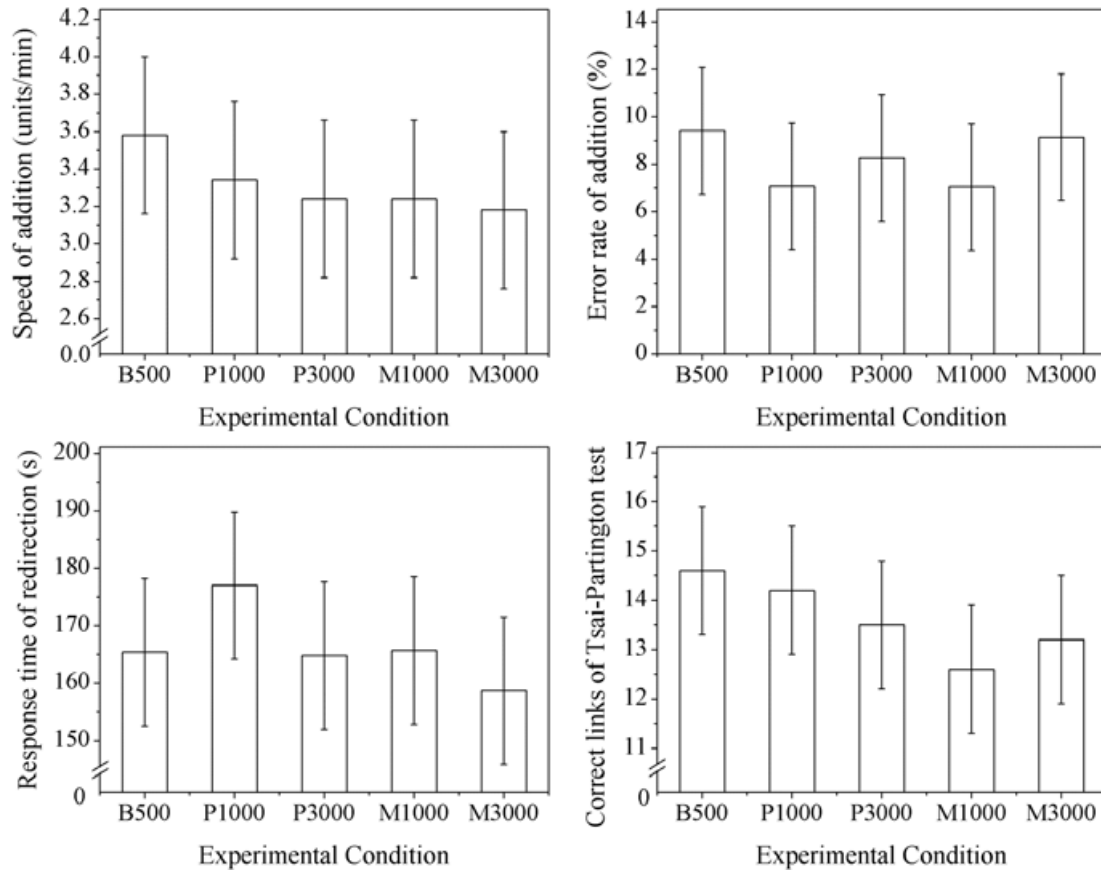 Speed of addition (units/min)
4.2
4.0
3.8
3.6
3.4
3.2
3.0
2.8
2.6
0.0
B500 P1000 P3000 M1000 M3000
Experimental Condition
Error rate of addition (%)
14
12
10
8
6
4
2
0
B500 P1000 P3000 M1000 M3000
Experimental Condition
Response time of redirection (s)
200
190
180
170
160
150
0
B500 P1000 P3000 M1000 M3000
Experimental Condition
Correct links of Tsai-Partington test
17
16
15
14
13
12
11
0
B500 P1000 P3000 M1000 M3000
Experimental Condition